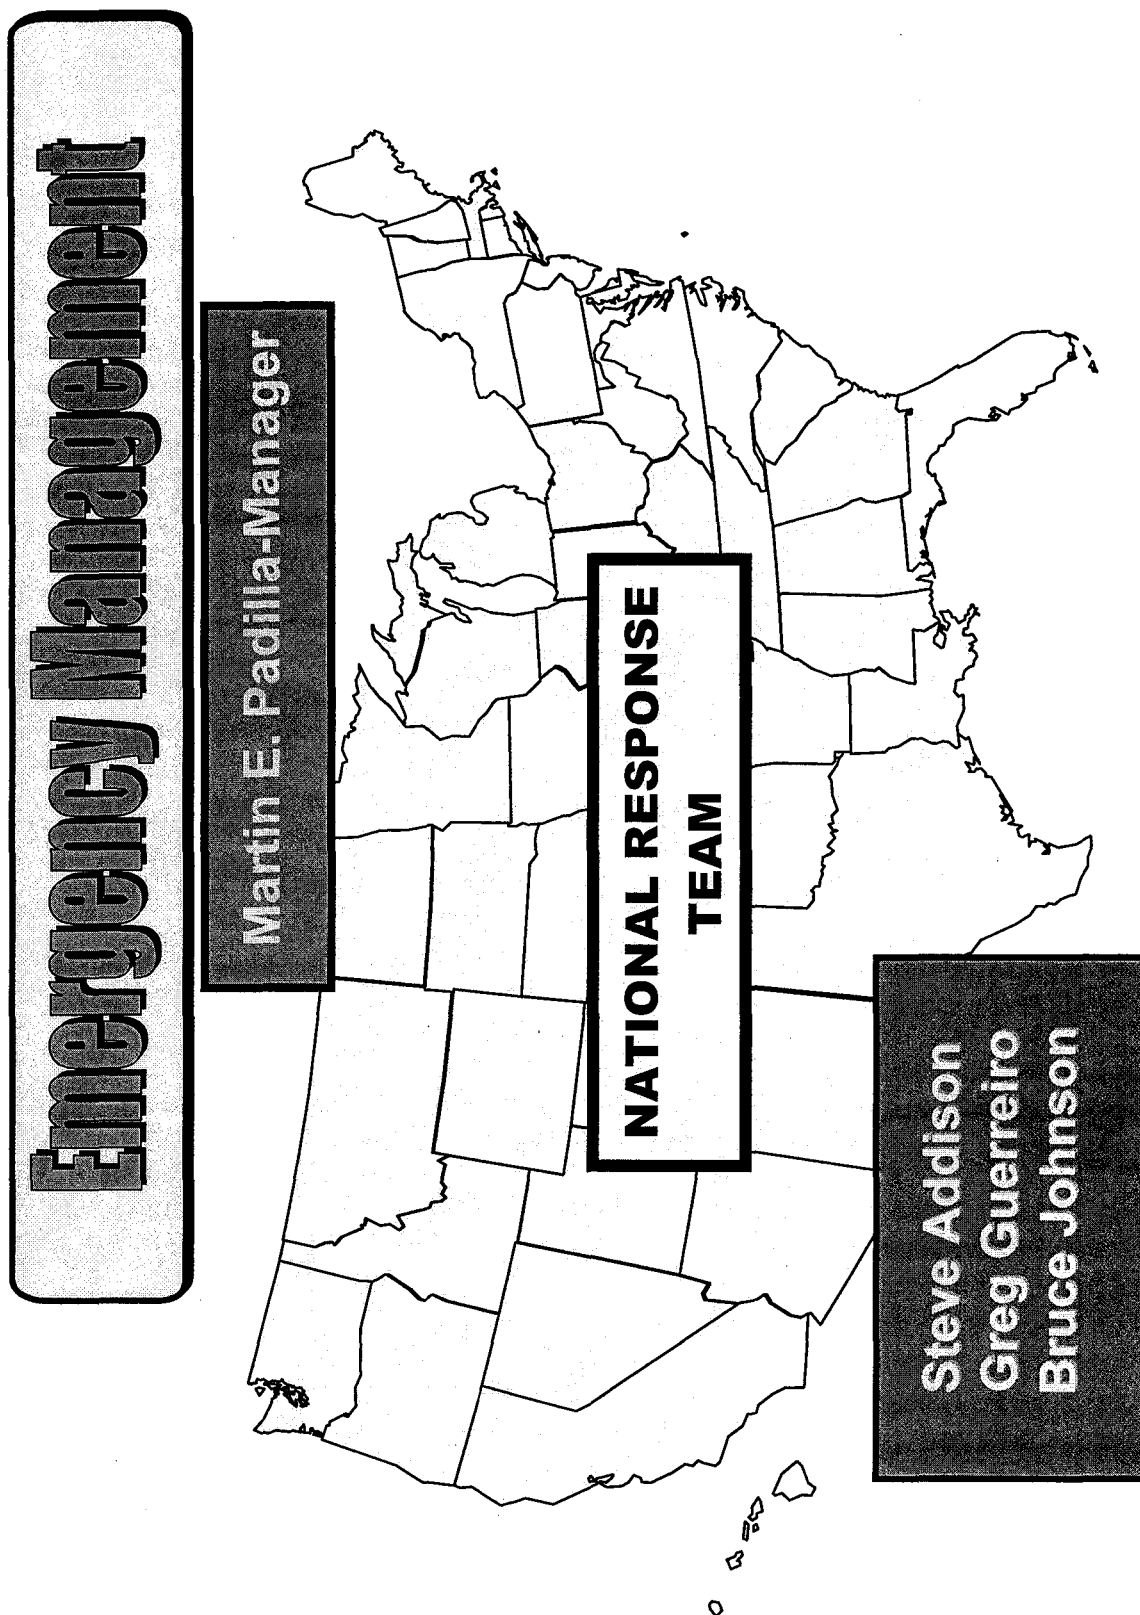 Emergency Management
Martin E. Padilla-Manager
NATIONAL RESPONSE
TEAM
Steve Addison
Greg Guerreiro
Bruce Johnson